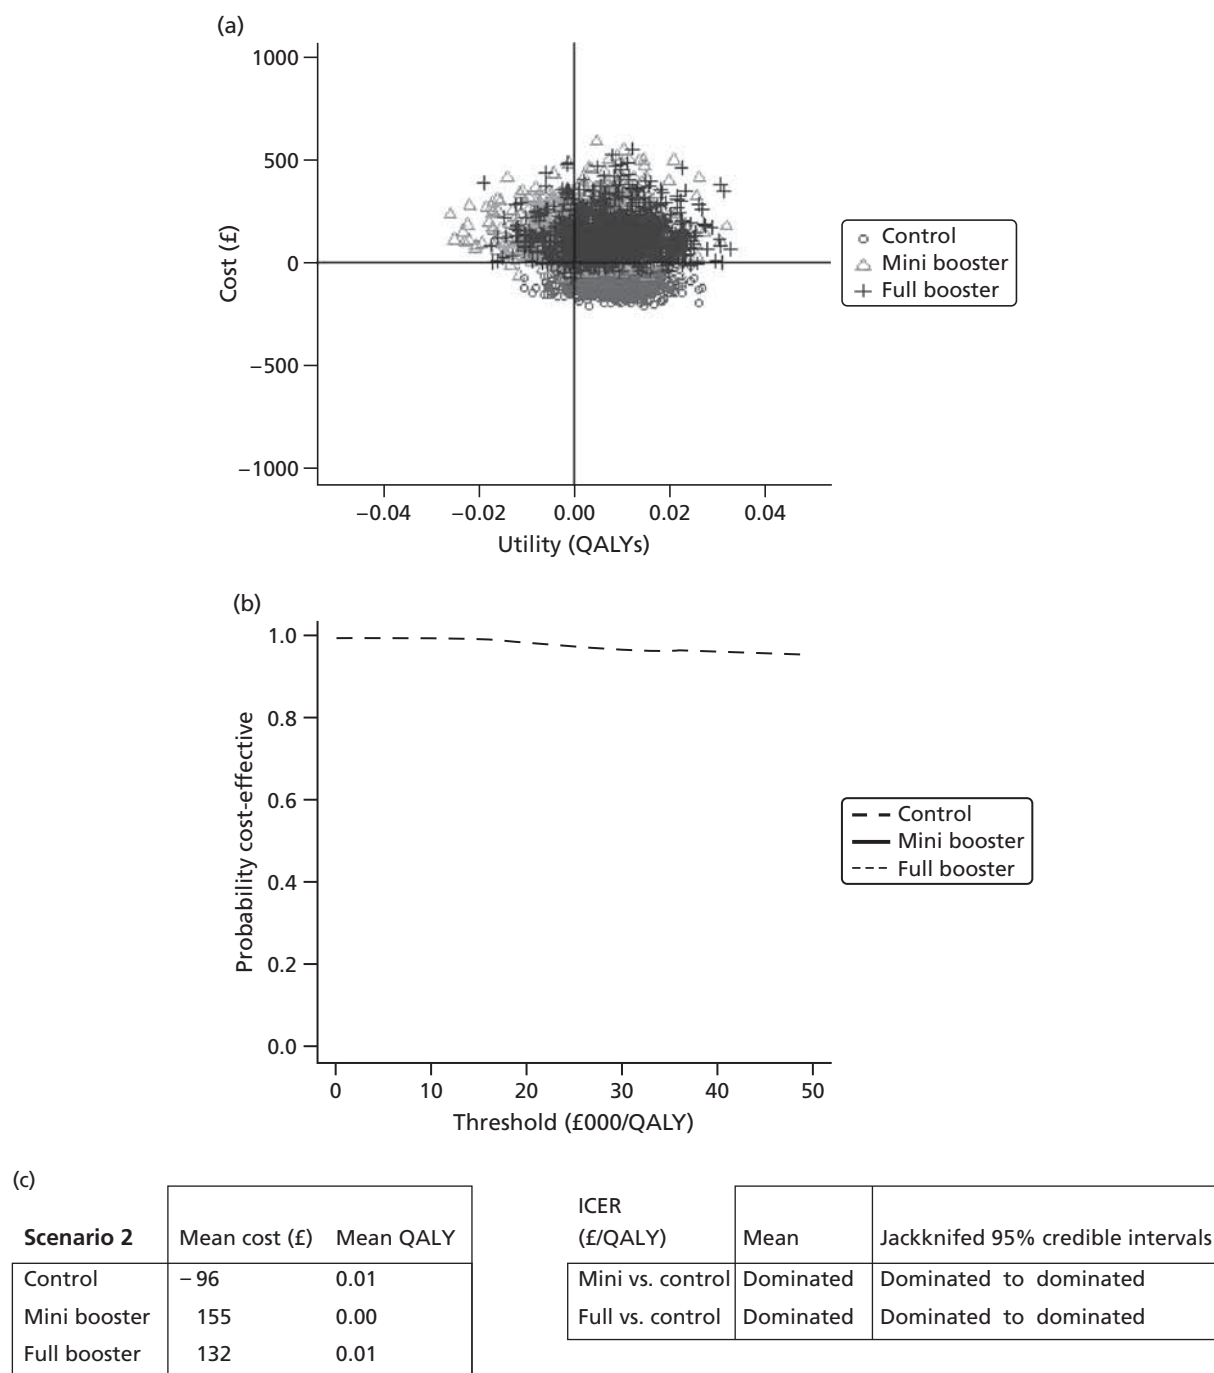 (a)
1000
500
0
−500
−1000
Cost (£)
−0.04 −0.02 0.00 0.02 0.04
Utility (QALYs)
Control
Mini booster
Full booster
(b)
1.0
0.8
0.6
0.4
0.2
0.0
Probability cost-effective
0 10 20 30 40 50
Threshold (£000/QALY)
Control
Mini booster
Full booster
(c)
Scenario 2 Mean cost (£) Mean QALY
Control −96 0.01
Mini booster 155 0.00
Full booster 132 0.01
ICER
(£/QALY) Mean Jackknifed 95% credible intervals
Mini vs. control Dominated Dominated to dominated
Full vs. control Dominated Dominated to dominated